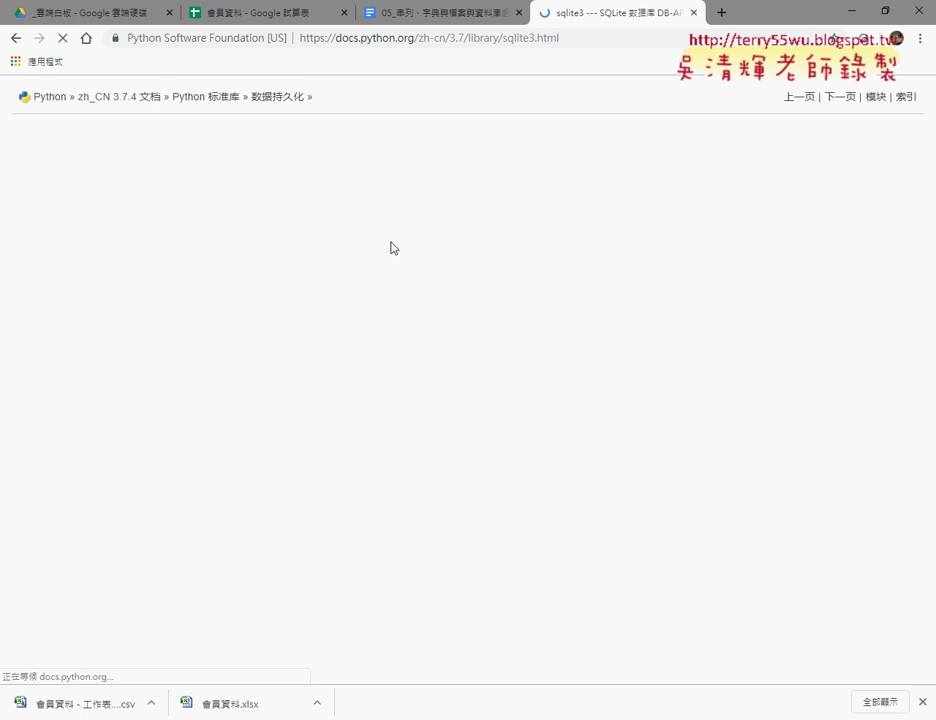 _雲端白板 - Google 雲端硬碟
會員資料 - Google 試算表
05_串列、字典與檔案與資料庫處
sqlite3 --- SQLite 数据库 DB-AP
Python Software Foundation [US] | https://docs.python.org/zh-cn/3.7/library/sqlite3.html
http://terry55wu.blogspot.tw
吳清輝老師錄製
應用程式
Python » zh_CN 3.7.4 文档 » Python 标准库 » 数据持久化 »
上一页 | 下一页 | 模块 | 索引
正在等候 docs.python.org...
會員資料 - 工作表....csv
會員資料.xlsx
全部顯示